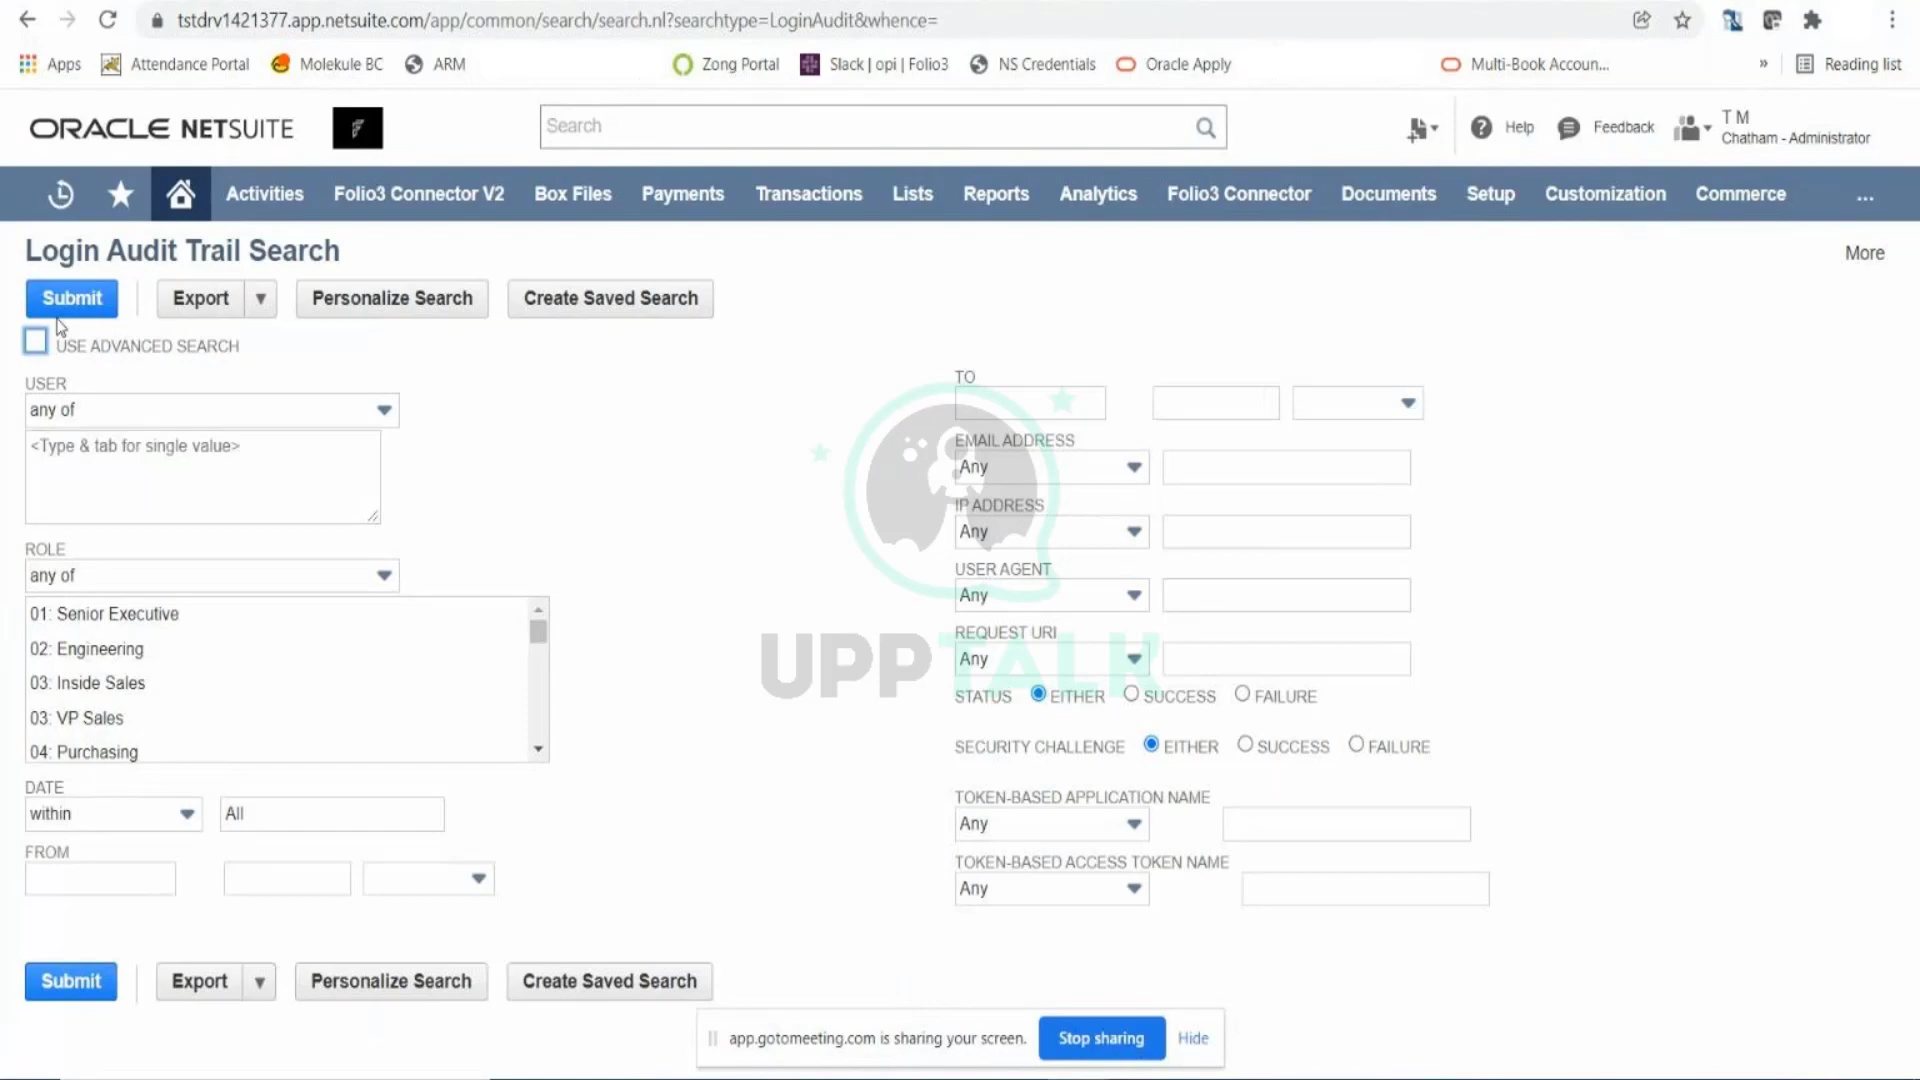 tstdrv1421377.app.netsuite.com/app/common/search/search.nl?searchtype=LoginAudit&whence=
Apps Attendance Portal Molekule BC ARM Zong Portal Slack | opi | Folio3 NS Credentials Oracle Apply Multi-Book Accoun... » Reading list
ORACLE NETSUITE
Search
Help
Feedback
T M
Chatham - Administrator
Activities Folio3 Connector V2 Box Files Payments Transactions Lists Reports Analytics Folio3 Connector Documents Setup Customization Commerce ...
Login Audit Trail Search
More
Submit Export Personalize Search Create Saved Search
USE ADVANCED SEARCH
USER
any of
<Type & tab for single value>
ROLE
any of
01: Senior Executive
02: Engineering
03: Inside Sales
03: VP Sales
04: Purchasing
DATE
within All
FROM
TO
EMAIL ADDRESS
Any
IP ADDRESS
Any
USER AGENT
Any
REQUEST URI
Any
UPPTALK
STATUS EITHER SUCCESS FAILURE
SECURITY CHALLENGE EITHER SUCCESS FAILURE
TOKEN-BASED APPLICATION NAME
Any
TOKEN-BASED ACCESS TOKEN NAME
Any
Submit Export Personalize Search Create Saved Search
app.gotomeeting.com is sharing your screen. Stop sharing Hide